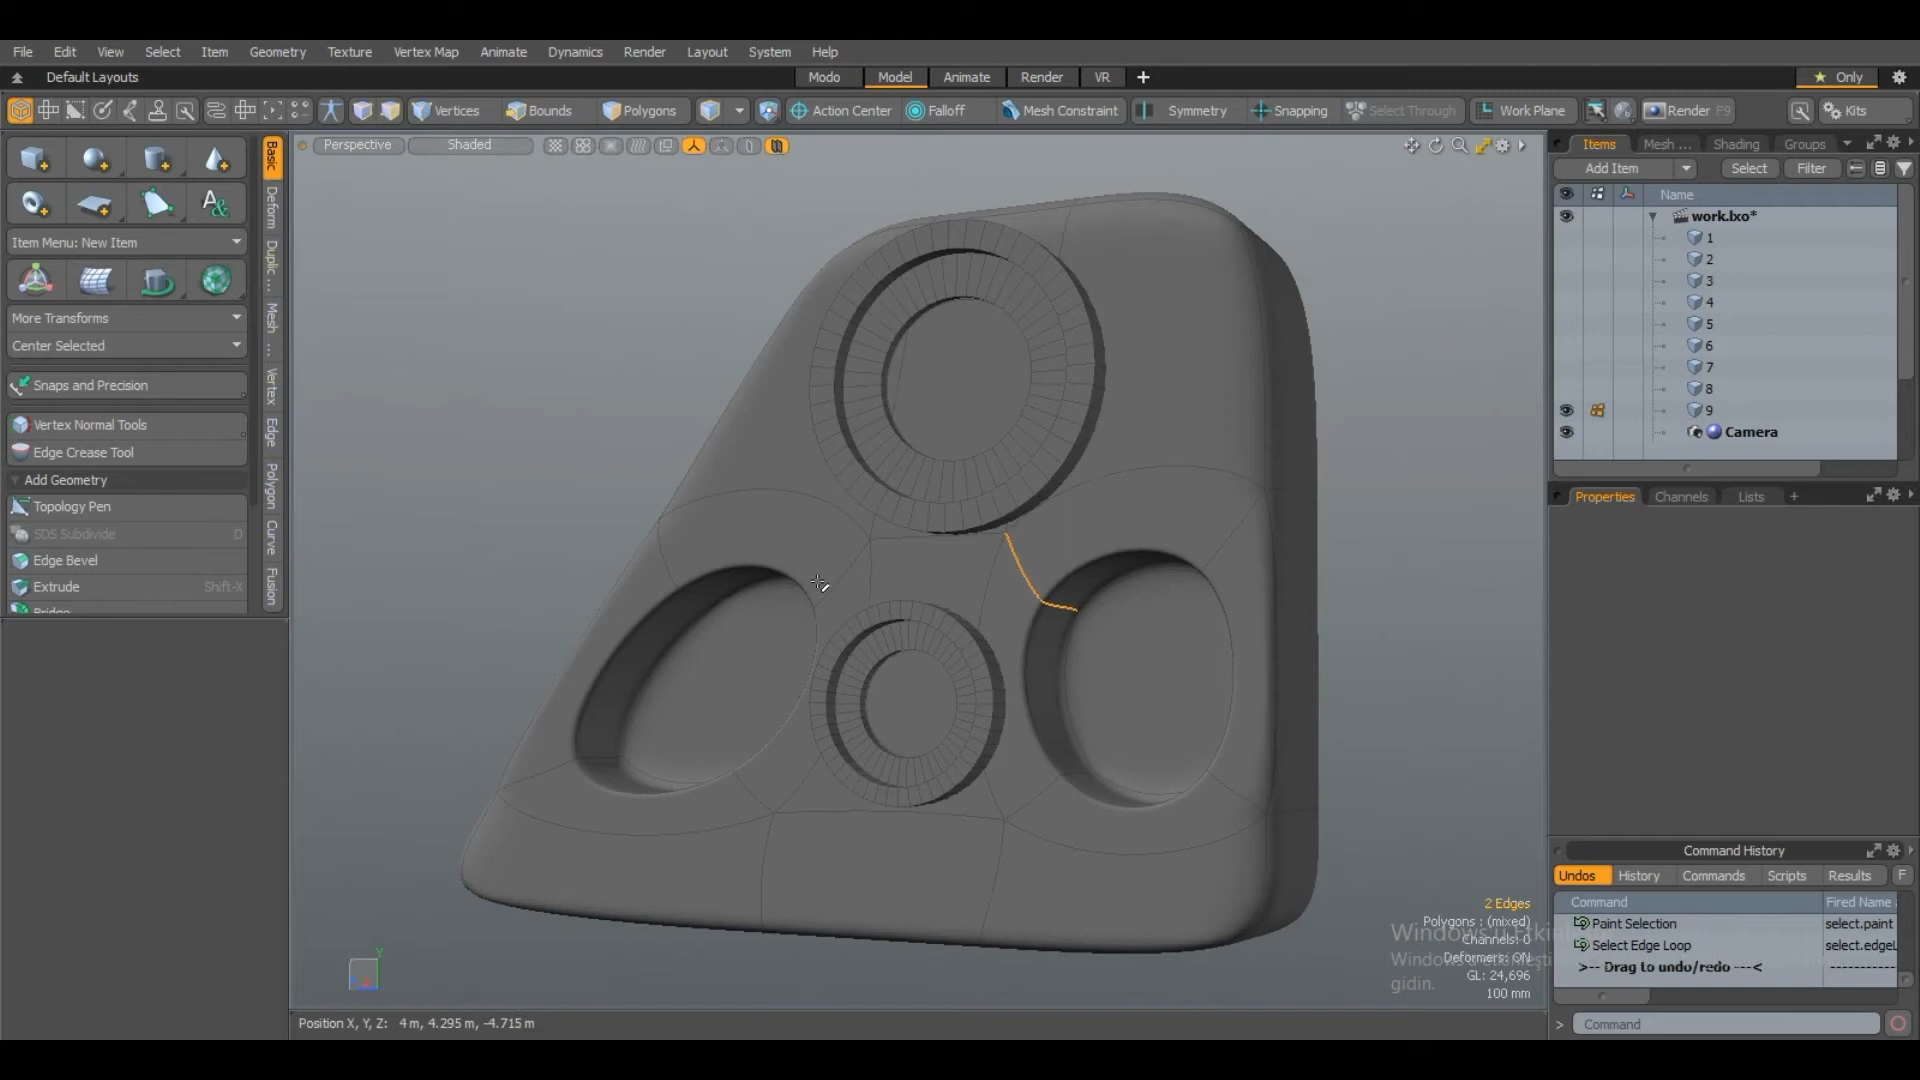 File Edit View Select Item Geometry Texture Vertex Map Animate Dynamics Render Layout System Help
Default Layouts
Modo Model Animate Render VR
Only
Vertices Bounds Polygons Action Center Falloff Mesh Constraint Symmetry Snapping Select Through Work Plane Render F9 Kits
Basic
Deform
Duplic ...
Mesh ...
Vertex
Edge
Polygon
Curve
Fusion
Item Menu: New Item
More Transforms
Center Selected
Snaps and Precision
Vertex Normal Tools
Edge Crease Tool
Add Geometry
Topology Pen
SDS Subdivide D
Edge Bevel
Extrude Shift-X
Bridge
Perspective Shaded
Y
2 Edges
Polygons : (mixed)
Channels: 0
Deformers: ON
GL: 24,696
100 mm
gidin.
Position X, Y, Z: 4 m, 4.295 m, -4.715 m
Items Mesh ... Shading Groups
Add Item Select Filter
Name
work.lxo*
1
2
3
4
5
6
7
8
9
Camera
Properties Channels Lists +
Command History
Undos History Commands Scripts Results F
Command Fired Name
Paint Selection select.paint
Select Edge Loop select.edgeL
>-- Drag to undo/redo ---< -----------
> Command